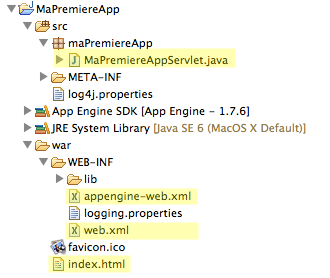 MaPremiereApp
src
maPremiereApp
MaPremiereAppServlet.java
META-INF
log4j.properties
App Engine SDK [App Engine - 1.7.6]
JRE System Library [Java SE 6 (MacOS X Default)]
war
WEB-INF
lib
appengine-web.xml
logging.properties
web.xml
favicon.ico
index.html